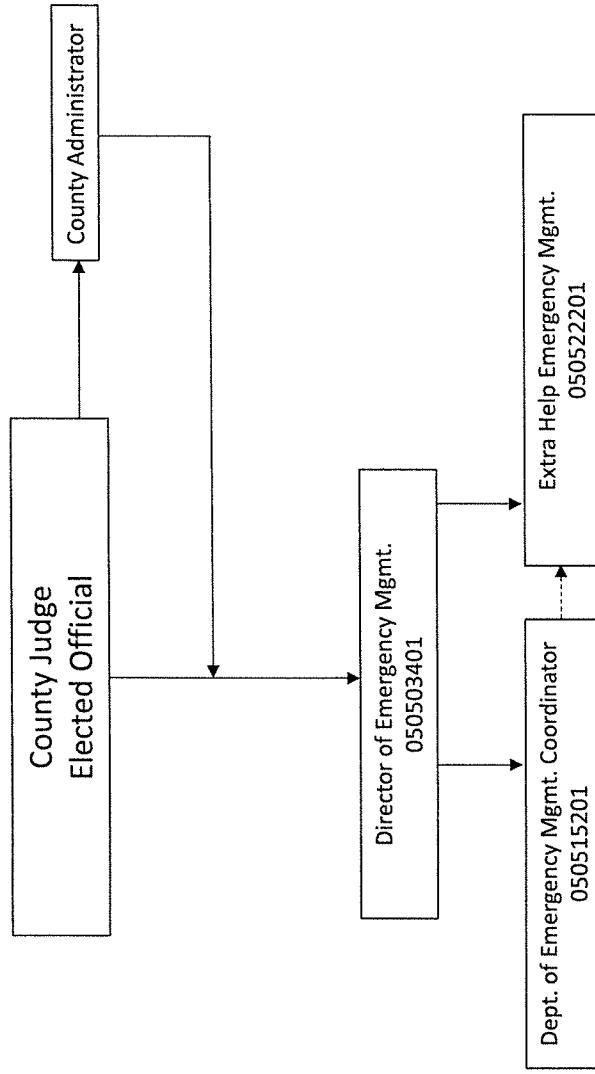 County Judge
Elected Official
County Administrator
Director of Emergency Mgmt.
050503401
Dept. of Emergency Mgmt. Coordinator
050515201
Extra Help Emergency Mgmt.
050522201